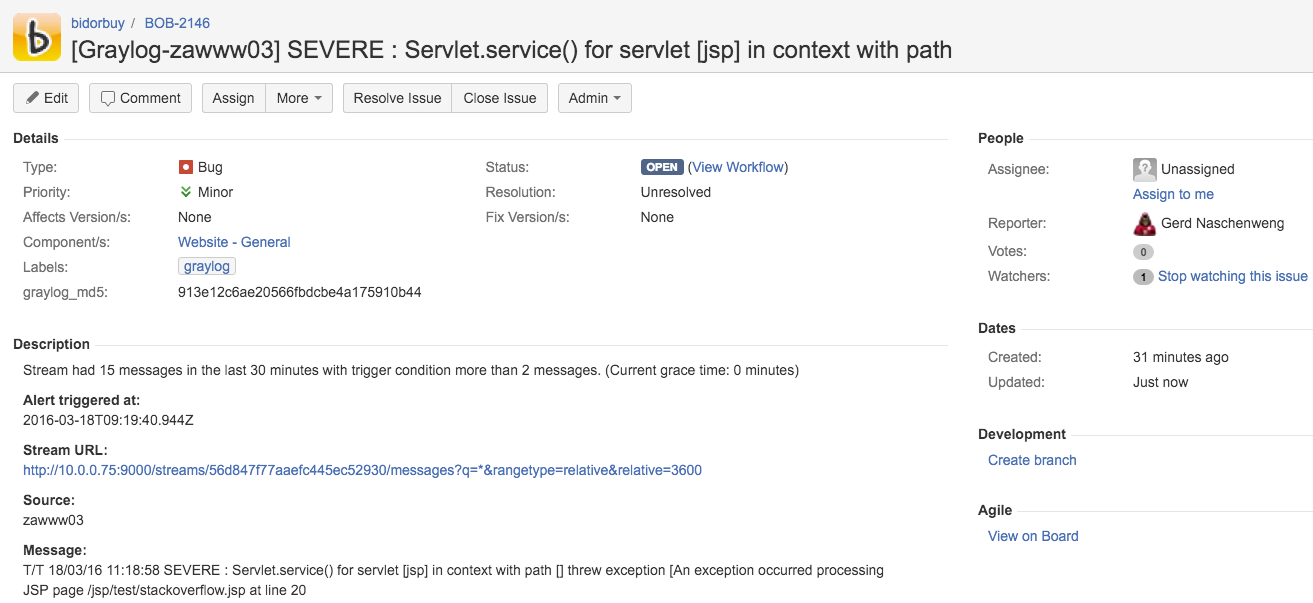 bidorbuy / BOB-2146
[Graylog-zawww03] SEVERE : Servlet.service() for servlet [jsp] in context with path
Edit Comment Assign More Resolve Issue Close Issue Admin
Details
Type: Bug
Priority: Minor
Affects Version/s: None
Component/s: Website - General
Labels: graylog
graylog_md5: 913e12c6ae20566fbdcbe4a175910b44
Status: OPEN (View Workflow)
Resolution: Unresolved
Fix Version/s: None
Description
Stream had 15 messages in the last 30 minutes with trigger condition more than 2 messages. (Current grace time: 0 minutes)
Alert triggered at:
2016-03-18T09:19:40.944Z
Stream URL:
http://10.0.0.75:9000/streams/56d847f77aaefc445ec52930/messages?q=*&rangetype=relative&relative=3600
Source:
zawww03
Message:
T/T 18/03/16 11:18:58 SEVERE : Servlet.service() for servlet [jsp] in context with path [] threw exception [An exception occurred processing
JSP page /jsp/test/stackoverflow.jsp at line 20
People
Assignee: Unassigned
Assign to me
Reporter: Gerd Naschenweng
Votes: 0
Watchers: 1 Stop watching this issue
Dates
Created: 31 minutes ago
Updated: Just now
Development
Create branch
Agile
View on Board